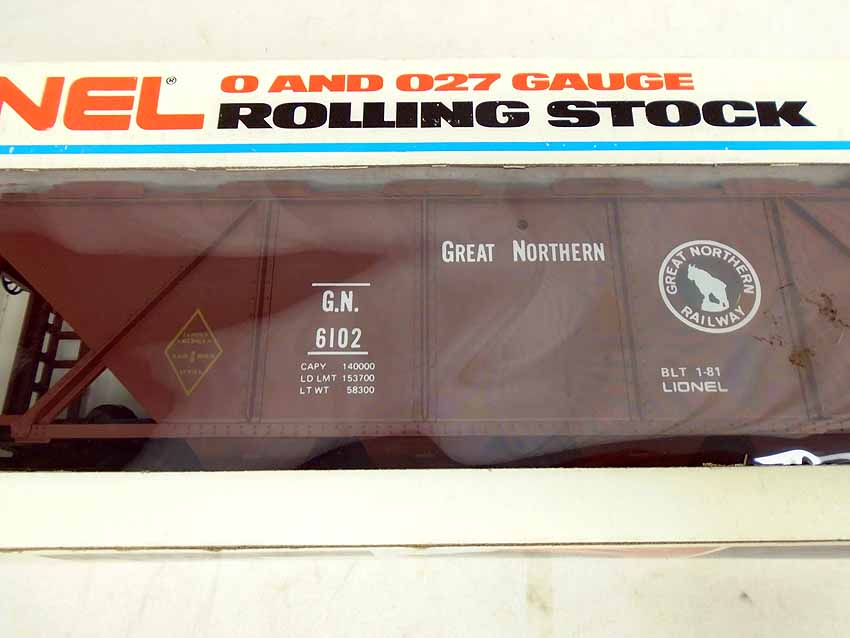 NEL®
O AND O27 GAUGE
ROLLING STOCK
GREAT NORTHERN
G.N.
6102
CAPY 140000
LD LMT 153700
LT WT 58300
GREAT NORTHERN
RAILWAY
BLT 1-81
LIONEL